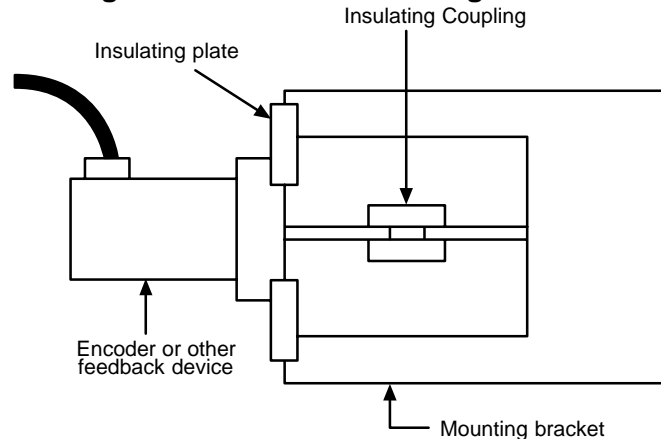 Insulating Coupling
Insulating plate
Encoder or other
feedback device
Mounting bracket